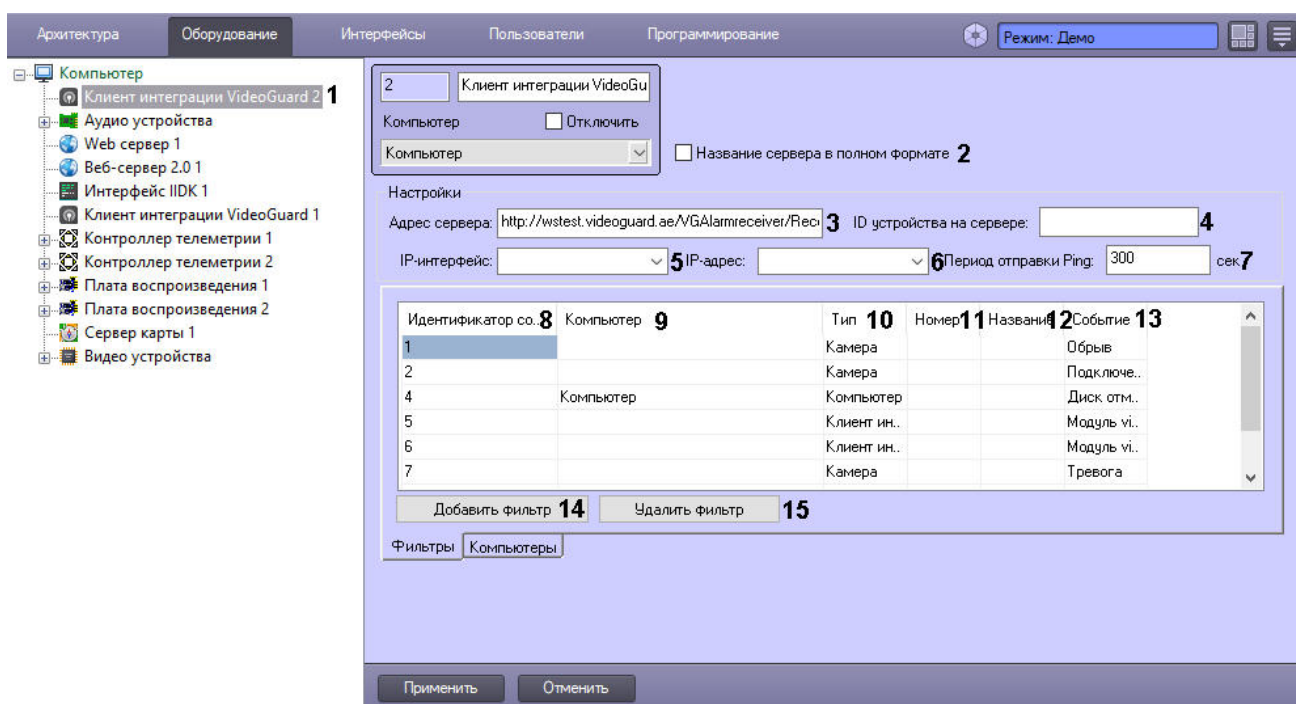 Архитектура Оборудование Интерфейсы Пользователи Программирование Режим: Демо
Компьютер
Клиент интеграции VideoGuard 2 1
Аудио устройства
Web сервер 1
Веб-сервер 2.0 1
Интерфейс IIDK 1
Клиент интеграции VideoGuard 1
Контроллер телеметрии 1
Контроллер телеметрии 2
Плата воспроизведения 1
Плата воспроизведения 2
Сервер карты 1
Видео устройства
2 Клиент интеграции VideoGu
Компьютер Отключить
Компьютер Название сервера в полном формате 2
Настройки
Адрес сервера: http://wstest.videoguard.ae/VGAlarmreceiver/Rec 3 ID устройства на сервере: 4
IP-интерфейс: 5 IP-адрес: 6 Период отправки Ping: 300 сек 7
Идентификатор со.. 8 Компьютер 9 Тип 10 Номер 11 Название 12 Событие 13
1 Камера Обрыв
2 Камера Подключе..
4 Компьютер Компьютер Диск отм..
5 Клиент ин.. Модуль vi..
6 Клиент ин.. Модуль vi..
7 Камера Тревога
Добавить фильтр 14 Удалить фильтр 15
Фильтры Компьютеры
Применить Отменить